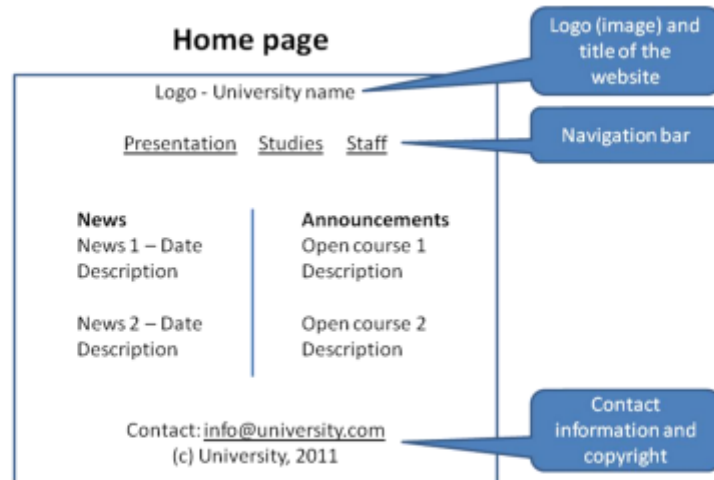 Home page
Logo (image) and
title of the
website
Logo - University name
Navigation bar
Presentation Studies Staff
News
News 1 – Date
Description
News 2 – Date
Description
Announcements
Open course 1
Description
Open course 2
Description
Contact: info@university.com
(c) University, 2011
Contact
information and
copyright